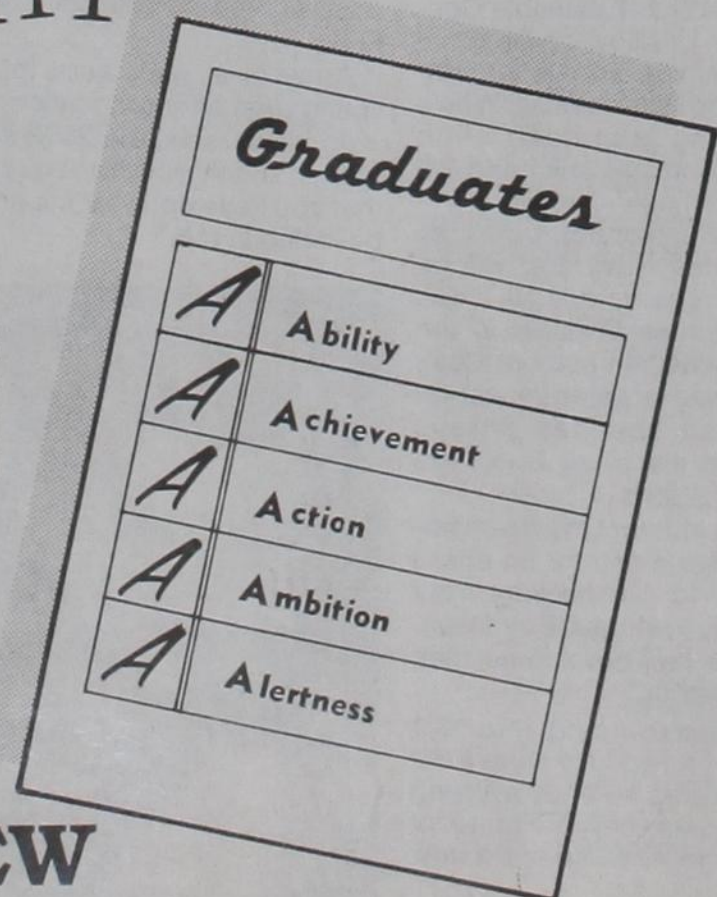 Graduates
A Ability
A Achievement
A Action
A Ambition
A Alertness